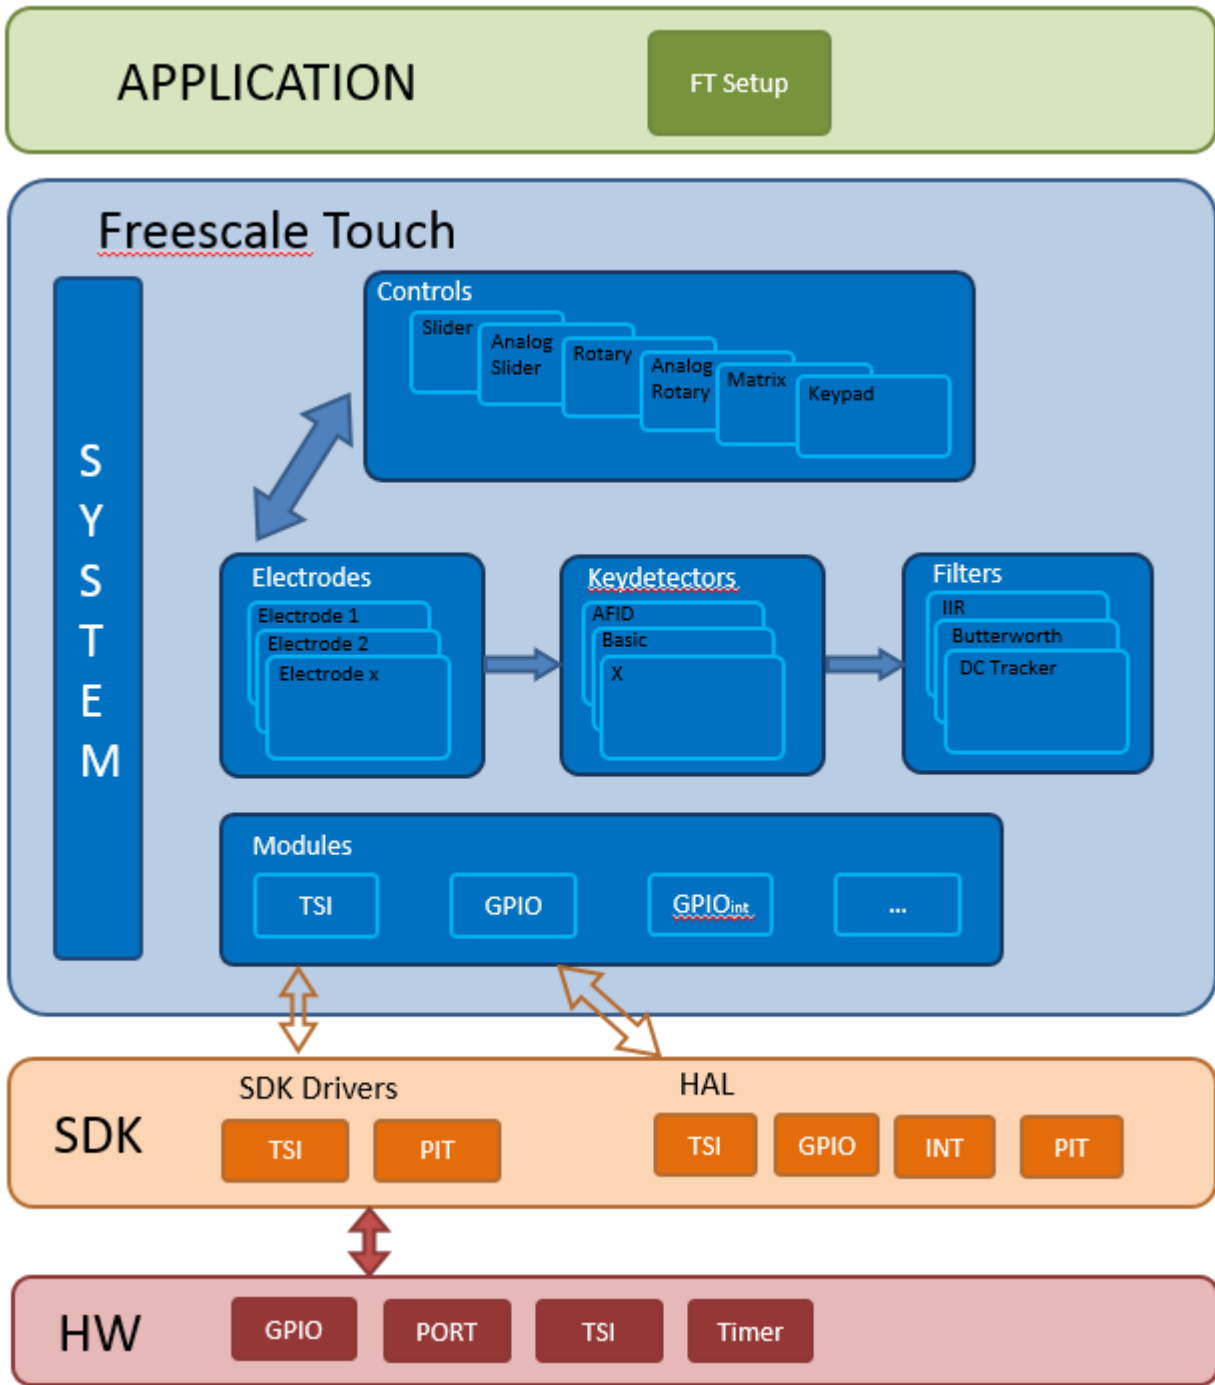 APPLICATION
FT Setup
Freescale Touch
SYSTEM
Controls
Slider
Analog
Slider
Rotary
Analog
Rotary
Matrix
Keypad
Electrodes
Electrode 1
Electrode 2
Electrode x
Keydetectors
AFID
Basic
X
Filters
IIR
Butterworth
DC Tracker
Modules
TSI
GPIO
GPIOint
...
SDK
SDK Drivers
TSI
PIT
HAL
TSI
GPIO
INT
PIT
HW
GPIO
PORT
TSI
Timer